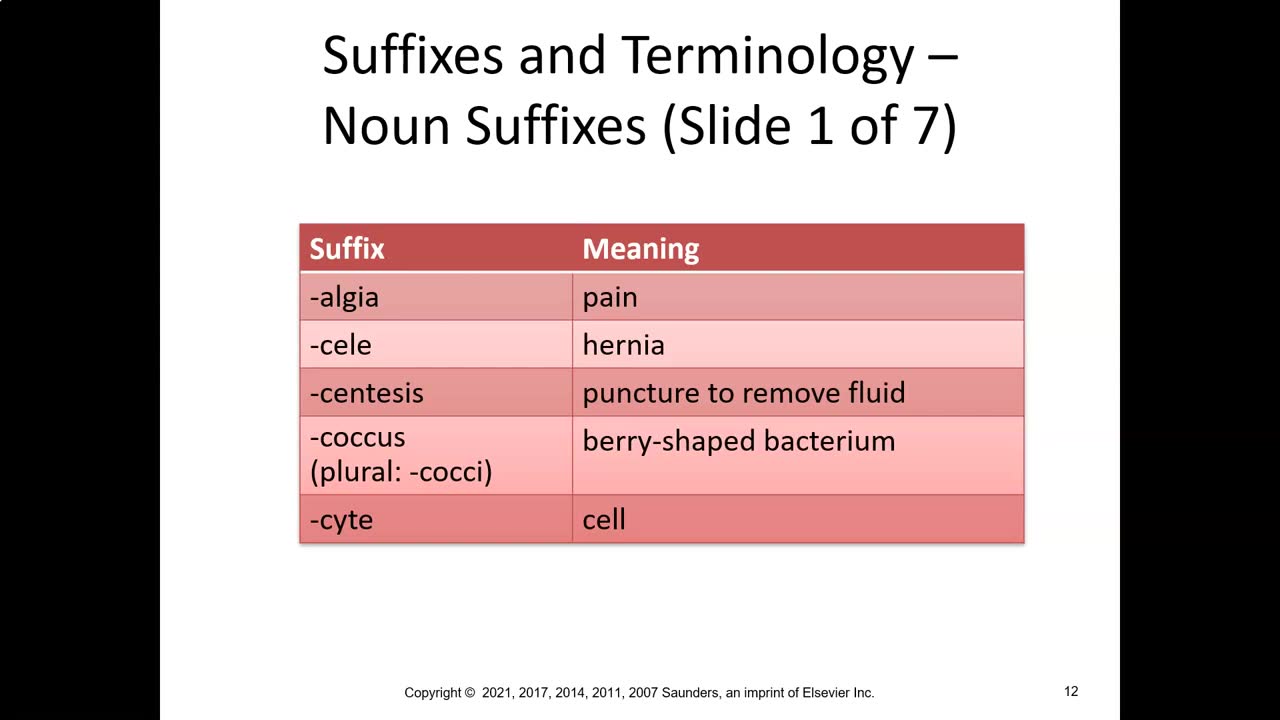 Suffixes and Terminology –
Noun Suffixes (Slide 1 of 7)
Suffix Meaning
-algia pain
-cele hernia
-centesis puncture to remove fluid
-coccus berry-shaped bacterium
(plural: -cocci)
-cyte cell
Copyright © 2021, 2017, 2014, 2011, 2007 Saunders, an imprint of Elsevier Inc.
12